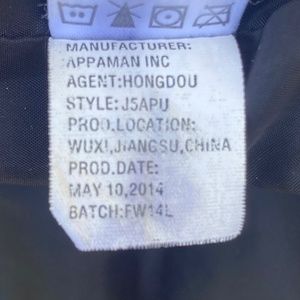 MANUFACTURER:
APPAMAN INC
AGENT:HONGDOU
STYLE:J5APU
PROD.LOCATION:
WUXI,JIANGSU,CHINA
PROD.DATE:
MAY 10,2014
BATCH:FW14L